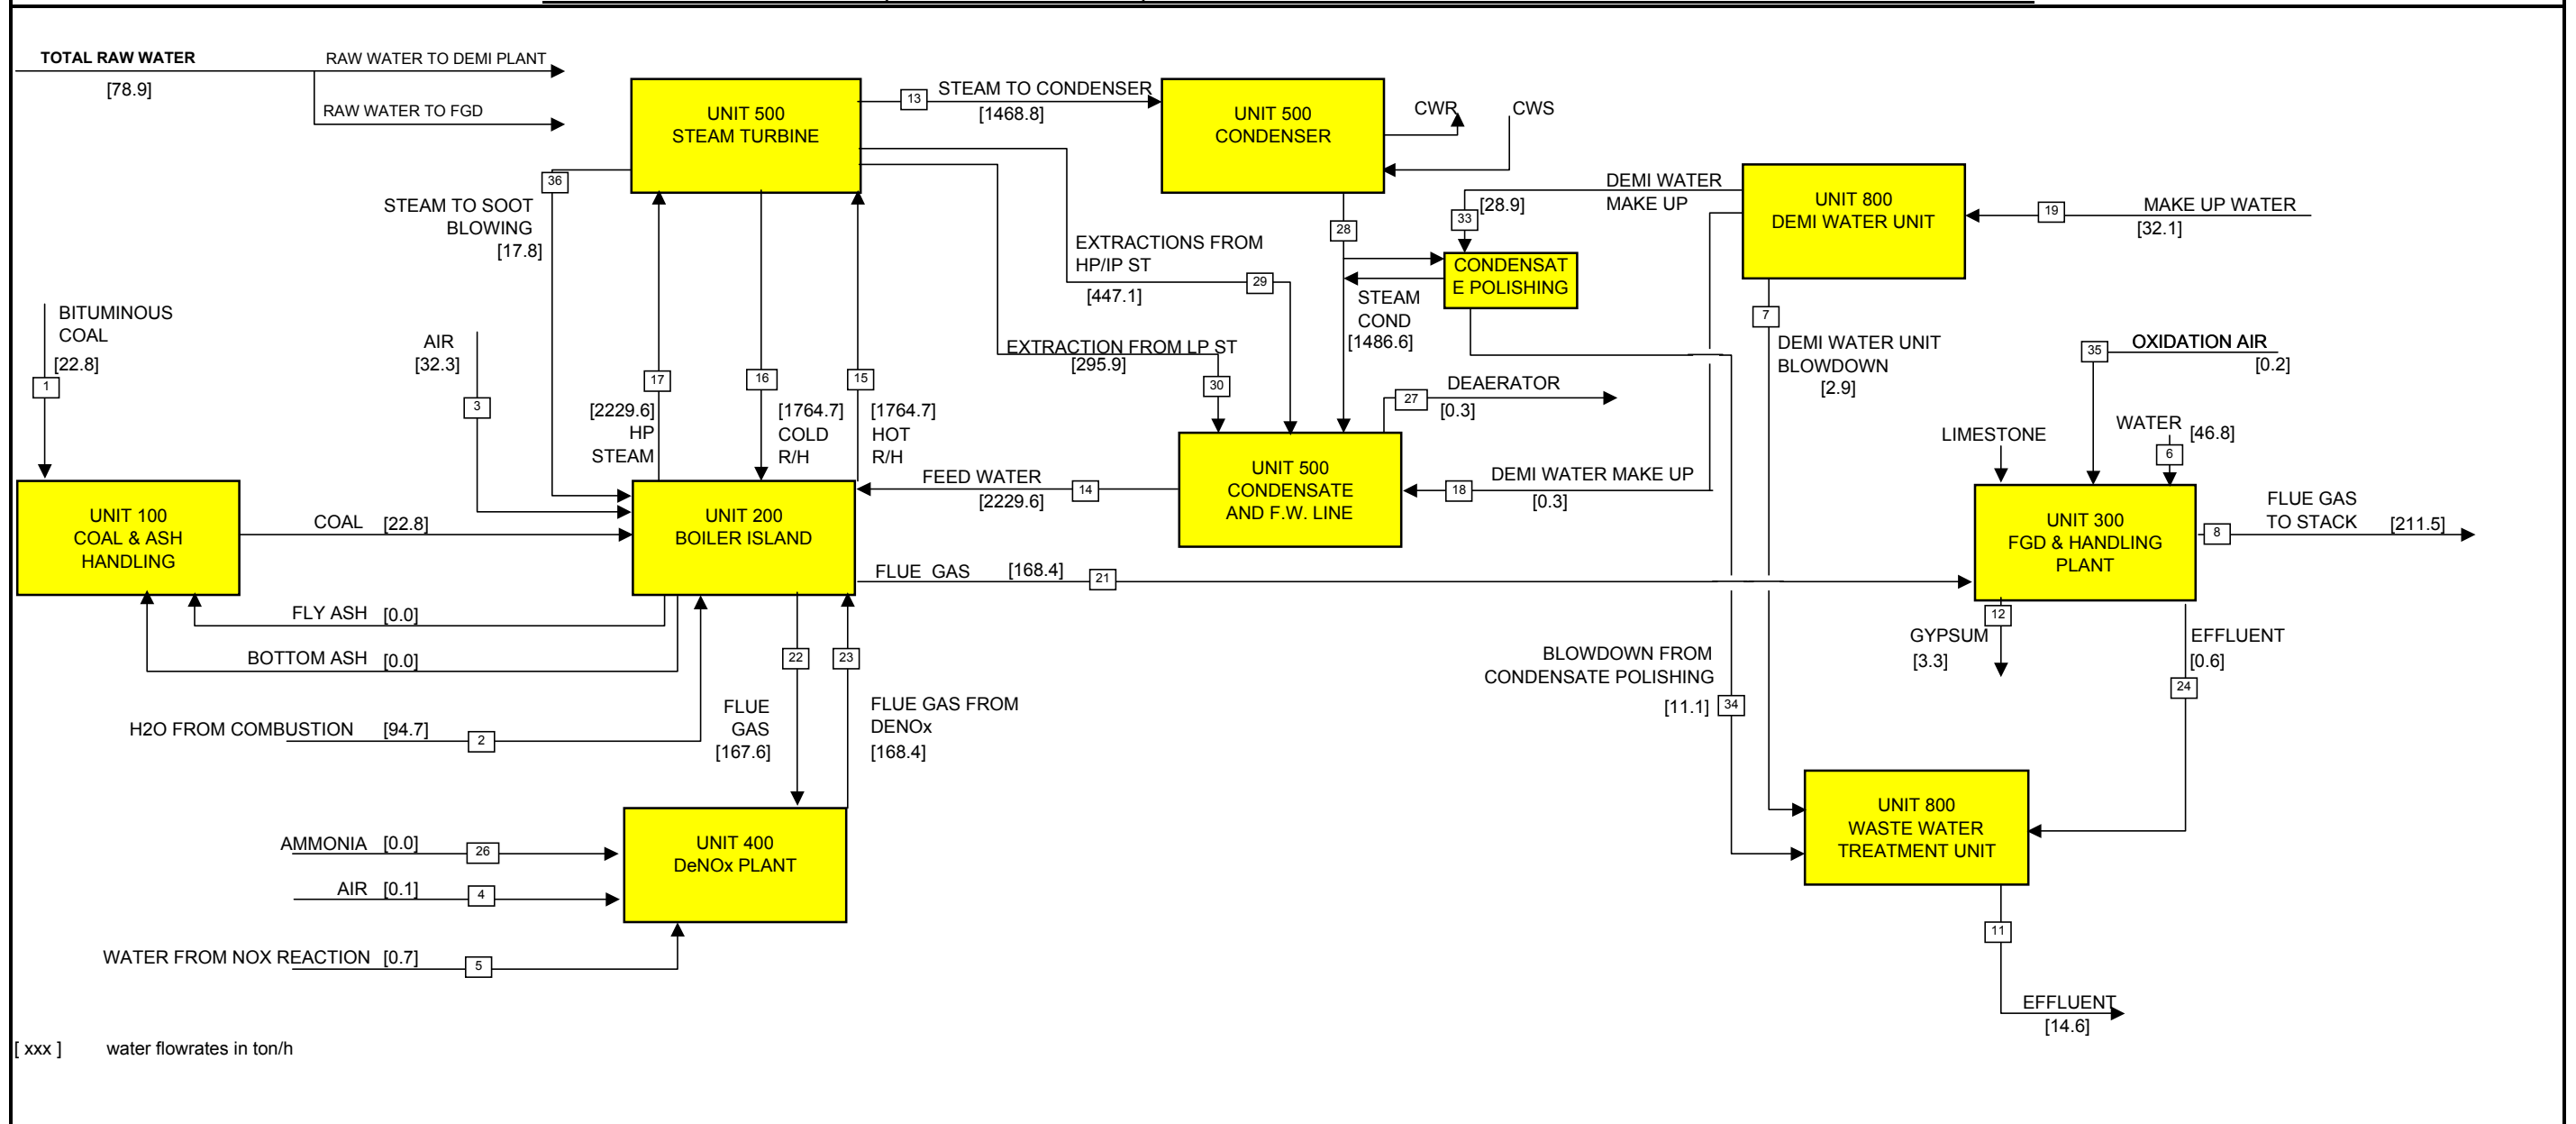 TOTAL RAW WATER
[78.9]
RAW WATER TO DEMI PLANT
RAW WATER TO FGD
UNIT 500
STEAM TURBINE
13
STEAM TO CONDENSER
[1468.8]
UNIT 500
CONDENSER
CWR
CWS
36
STEAM TO SOOT
BLOWING
[17.8]
DEMI WATER
MAKE UP
[28.9]
33
UNIT 800
DEMI WATER UNIT
19
MAKE UP WATER
[32.1]
28
EXTRACTIONS FROM
HP/IP ST
[447.1]
29
CONDENSAT
E POLISHING
STEAM
COND
[1486.6]
7
DEMI WATER UNIT
BLOWDOWN
[2.9]
BITUMINOUS
COAL
[22.8]
1
AIR
[32.3]
3
17
[2229.6]
HP
STEAM
16
[1764.7]
COLD
R/H
15
[1764.7]
HOT
R/H
EXTRACTION FROM LP ST
[295.9]
30
27
DEAERATOR
[0.3]
35
OXIDATION AIR
[0.2]
LIMESTONE
WATER
[46.8]
6
UNIT 100
COAL & ASH
HANDLING
COAL [22.8]
UNIT 200
BOILER ISLAND
FEED WATER
[2229.6]
14
UNIT 500
CONDENSATE
AND F.W. LINE
18
DEMI WATER MAKE UP
[0.3]
UNIT 300
FGD & HANDLING
PLANT
8
FLUE GAS
TO STACK
[211.5]
FLUE GAS [168.4]
21
FLY ASH [0.0]
BOTTOM ASH [0.0]
12
GYPSUM
[3.3]
EFFLUENT
[0.6]
24
22
23
BLOWDOWN FROM
CONDENSATE POLISHING
[11.1]
34
H2O FROM COMBUSTION [94.7]
2
FLUE
GAS
[167.6]
FLUE GAS FROM
DENOx
[168.4]
UNIT 800
WASTE WATER
TREATMENT UNIT
AMMONIA [0.0]
26
UNIT 400
DeNOx PLANT
AIR [0.1]
4
WATER FROM NOX REACTION [0.7]
5
11
EFFLUENT
[14.6]
[ xxx ] water flowrates in ton/h